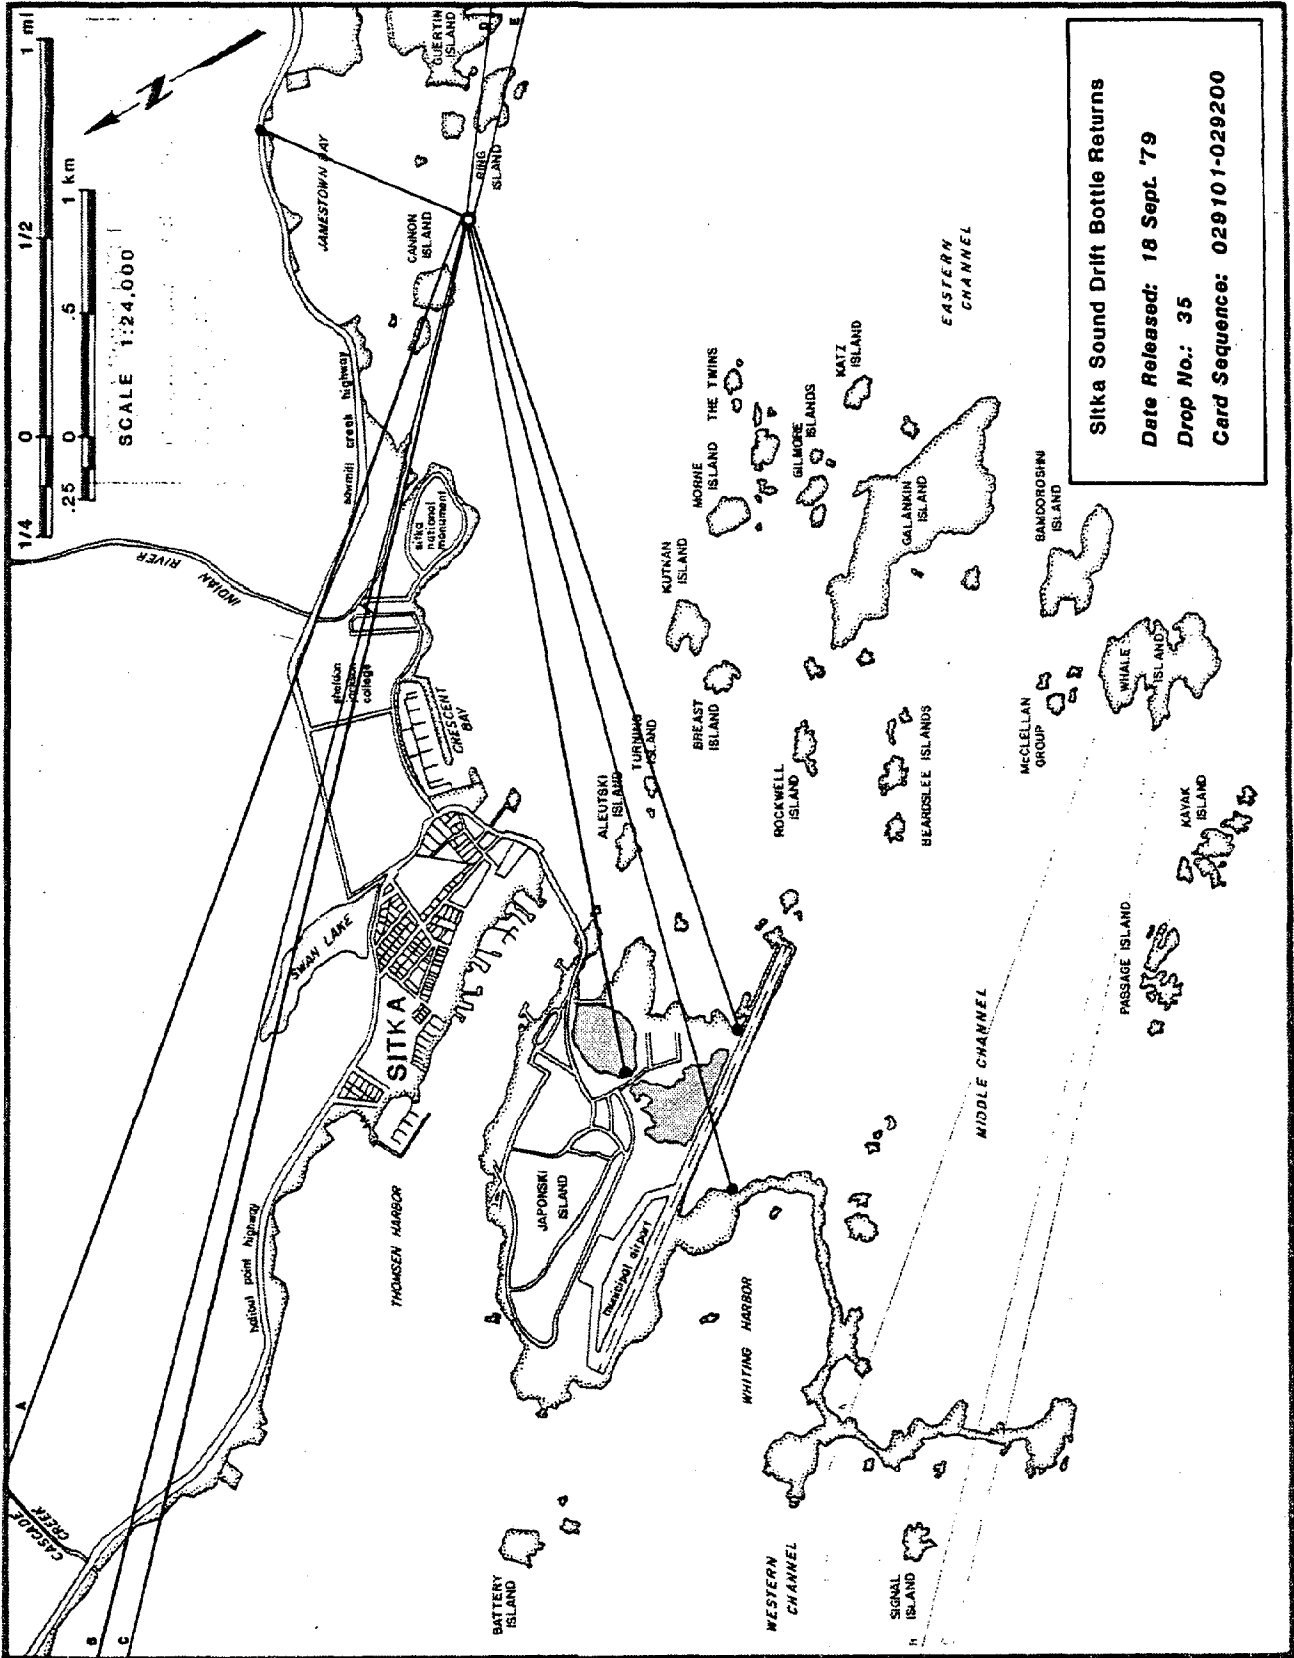 Sitka Sound Drift Bottle Returns
Date Released: 18 Sept. '79
Drop No.: 35
Card Sequence: 029101-029200
1/4 0 1/2 1 mi
.25 0 .5 1 km
SCALE 1:24,000
N
A
B
C
D
E
CASCADE
CREEK
halibut point highway
SWAN LAKE
SITKA
sheldon
jackson
college
INDIAN
RIVER
sawmill creek highway
sitka
national
monument
CRESCENT
BAY
JAMESTOWN BAY
CANNON
ISLAND
RING
ISLAND
GUERTIN
ISLAND
THOMSEN HARBOR
JAPONSKI
ISLAND
municipal airport
ALEUTSKI
ISLAND
TURNING
ISLAND
BATTERY
ISLAND
WHITING HARBOR
WESTERN
CHANNEL
SIGNAL
ISLAND
BREAST
ISLAND
KUTKAN
ISLAND
MORNE
ISLAND
THE TWINS
GILMORE
ISLANDS
KATZ
ISLAND
GALANKIN
ISLAND
ROCKWELL
ISLAND
BEARDSLEE ISLANDS
EASTERN
CHANNEL
MIDDLE CHANNEL
BAMDOROSHNI
ISLAND
McCLELLAN
GROUP
WHALE
ISLAND
KAYAK
ISLAND
PASSAGE ISLAND